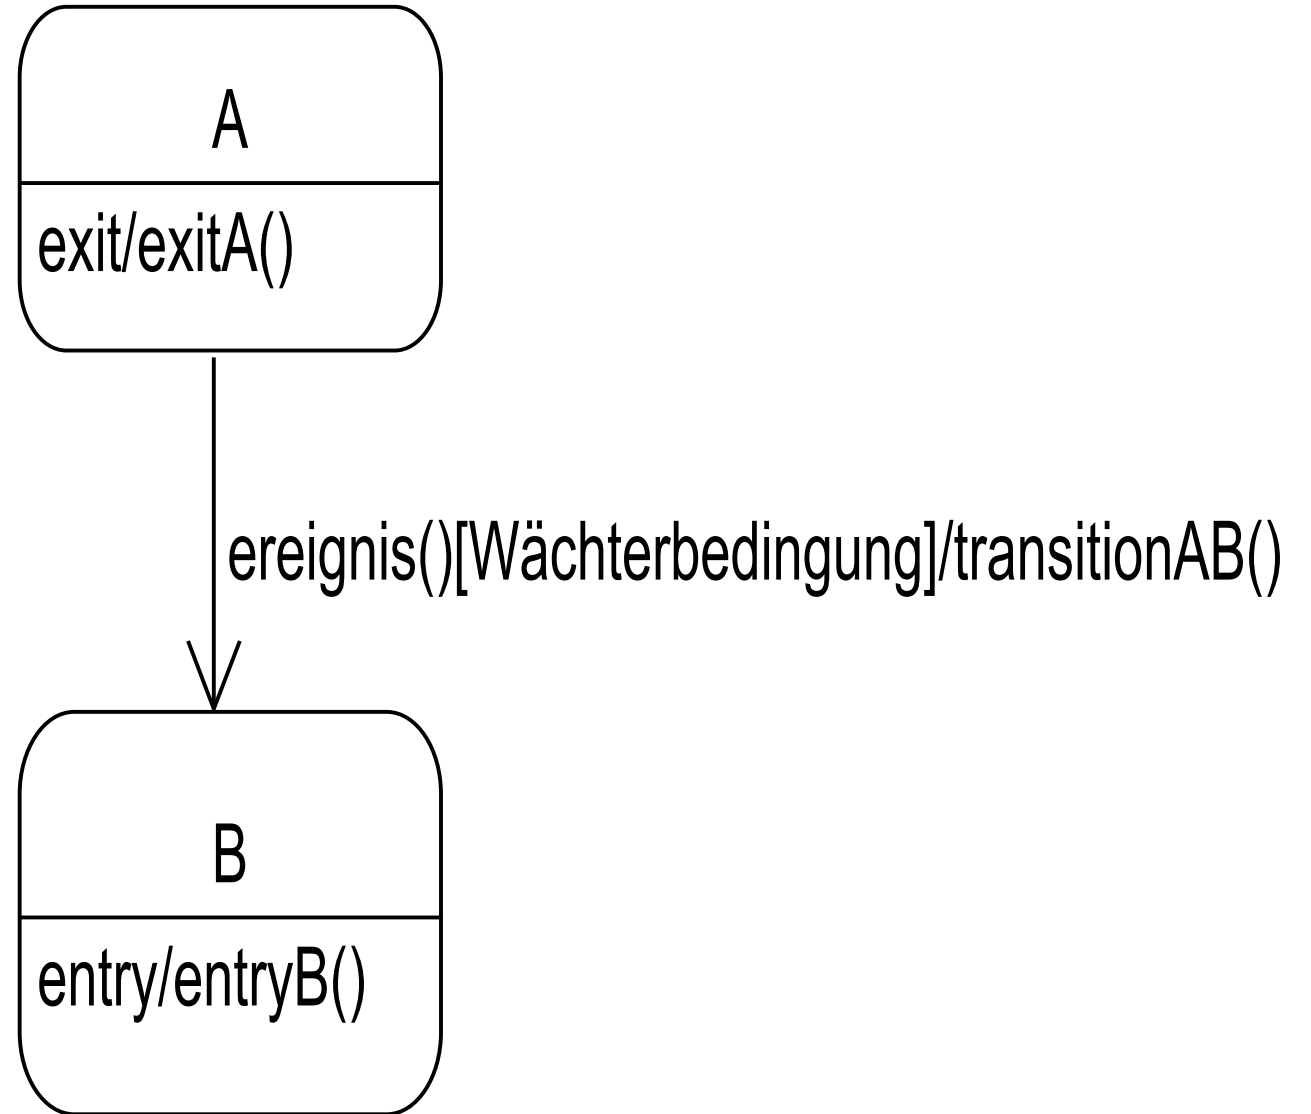 A
exit/exitA()
ereignis()[Wächterbedingung]/transitionAB()
B
entry/entryB()